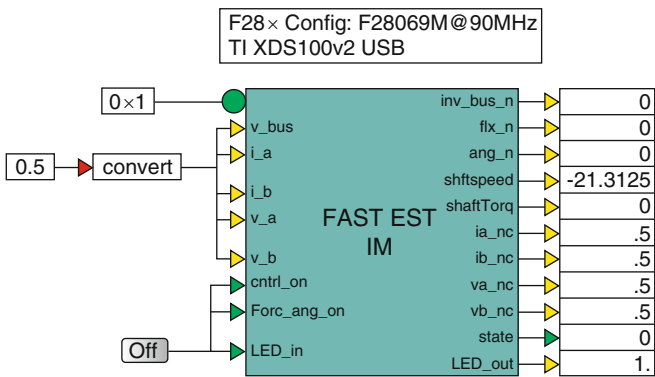 F28× Config: F28069M@90MHz
TI XDS100v2 USB
0×1
0.5
convert
Off
v_bus
i_a
i_b
v_a
v_b
cntrl_on
Forc_ang_on
LED_in
FAST EST
IM
inv_bus_n 0
flx_n 0
ang_n 0
shftspeed -21.3125
shaftTorq 0
ia_nc .5
ib_nc .5
va_nc .5
vb_nc .5
state 0
LED_out 1.